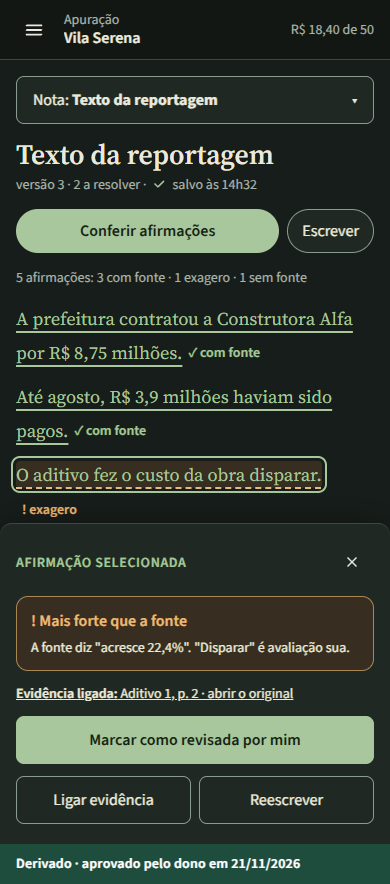 Apuração
Vila Serena
R$ 18,40 de 50
Nota: Texto da reportagem
Texto da reportagem
versão 3 · 2 a resolver · ✓ salvo às 14h32
Conferir afirmações
Escrever
5 afirmações: 3 com fonte · 1 exagero · 1 sem fonte
A prefeitura contratou a Construtora Alfa
por R$ 8,75 milhões. ✓ com fonte
Até agosto, R$ 3,9 milhões haviam sido
pagos. ✓ com fonte
O aditivo fez o custo da obra disparar.
! exagero
AFIRMAÇÃO SELECIONADA
! Mais forte que a fonte
A fonte diz "acresce 22,4%". "Disparar" é avaliação sua.
Evidência ligada: Aditivo 1, p. 2 · abrir o original
Marcar como revisada por mim
Ligar evidência
Reescrever
Derivado · aprovado pelo dono em 21/11/2026